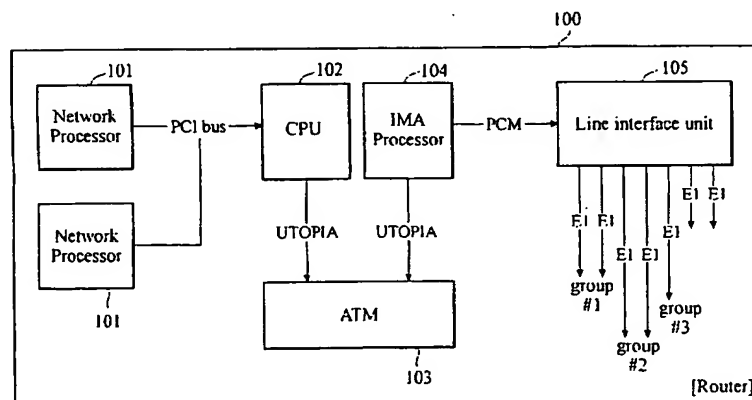 100
101
Network
Processor
PCI bus
102
CPU
104
IMA
Processor
PCM
105
Line interface unit
Network
Processor
101
UTOPIA
UTOPIA
ATM
103
E1
E1
E1
E1
E1
E1
E1
group
#1
group
#2
group
#3
[Router]